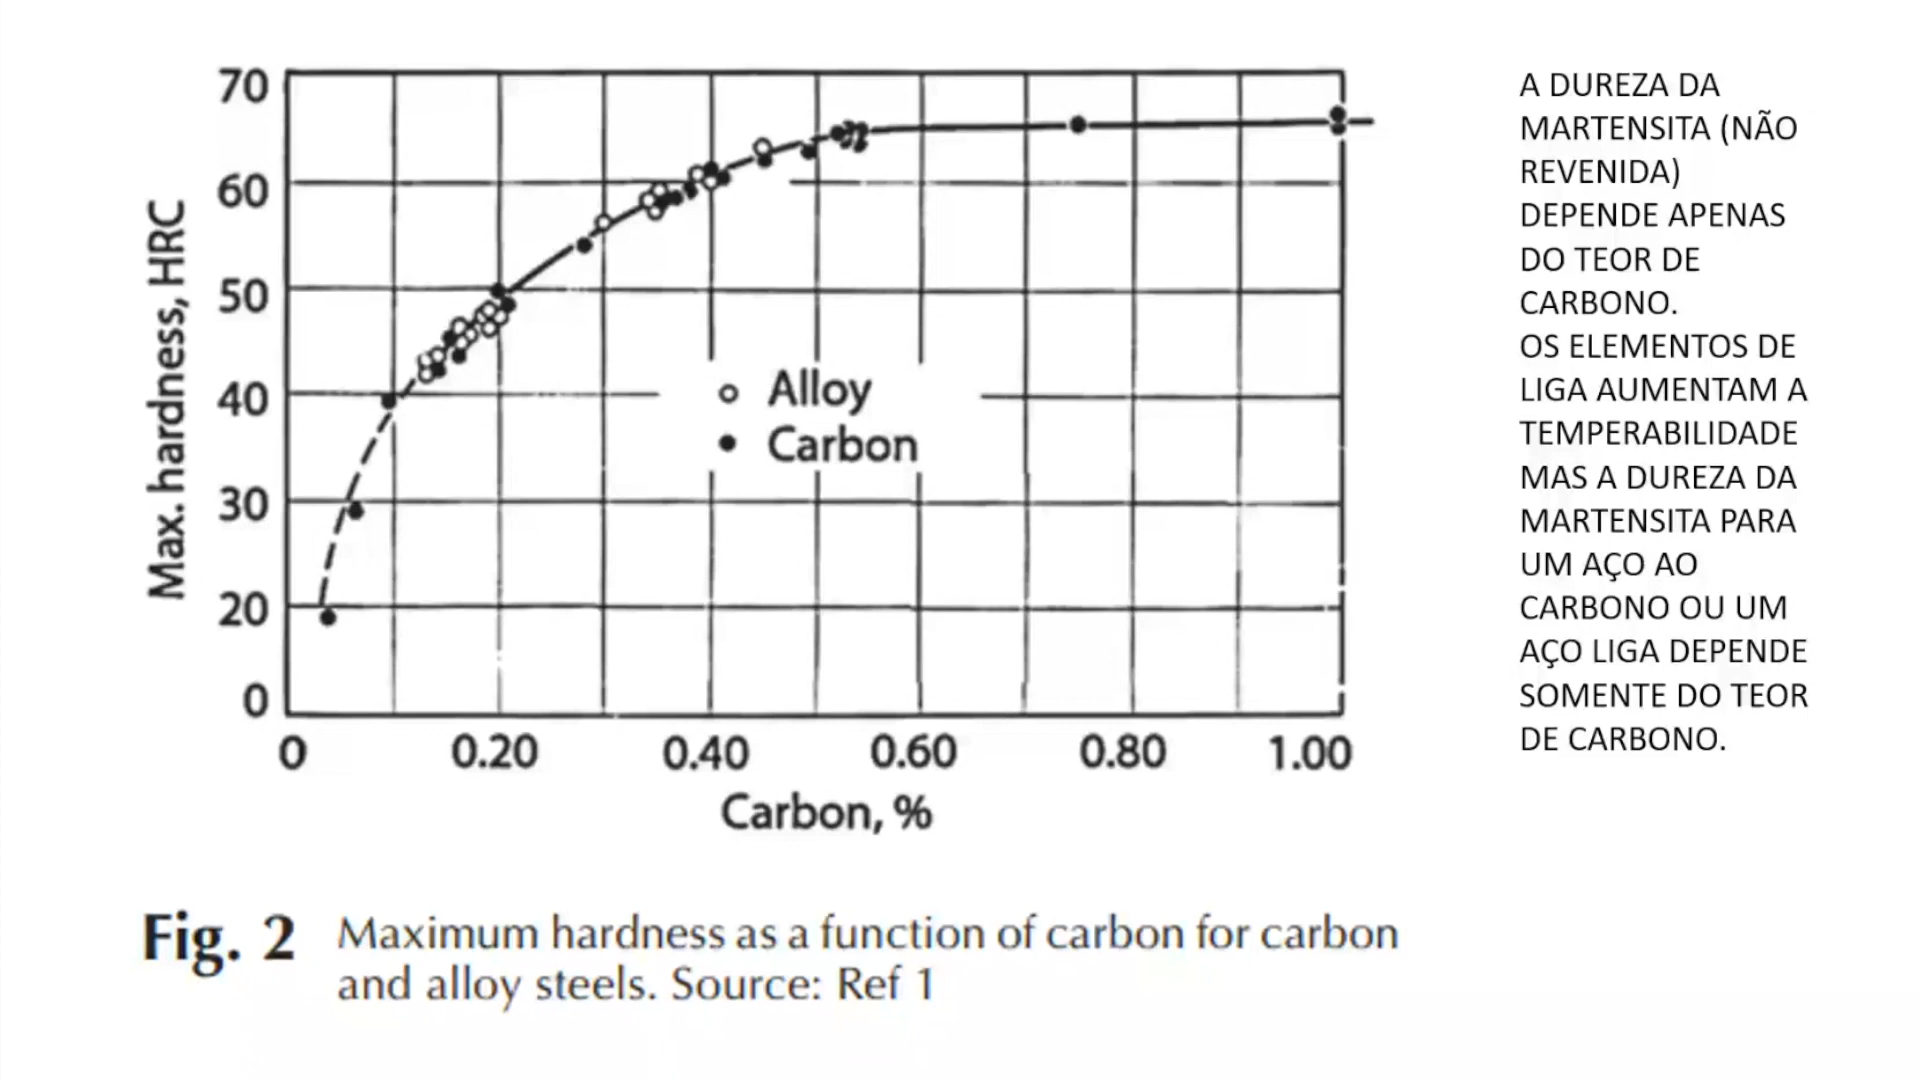 70
60
50
40
30
20
0
Max. hardness, HRC
Alloy
Carbon
0 0.20 0.40 0.60 0.80 1.00
Carbon, %
Fig. 2 Maximum hardness as a function of carbon for carbon
and alloy steels. Source: Ref 1
A DUREZA DA
MARTENSITA (NÃO
REVENIDA)
DEPENDE APENAS
DO TEOR DE
CARBONO.
OS ELEMENTOS DE
LIGA AUMENTAM A
TEMPERABILIDADE
MAS A DUREZA DA
MARTENSITA PARA
UM AÇO AO
CARBONO OU UM
AÇO LIGA DEPENDE
SOMENTE DO TEOR
DE CARBONO.